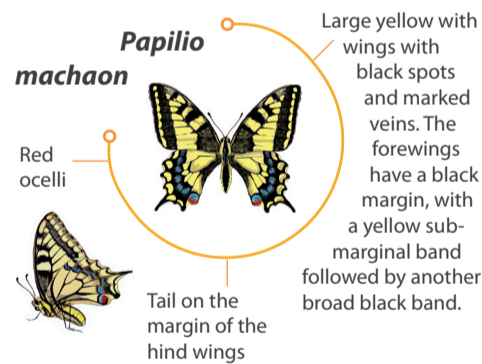 Papilio
machaon
Large yellow with
wings with
black spots
and marked
veins. The
forewings
have a black
margin, with
a yellow sub-
marginal band
followed by another
broad black band.
Red
ocelli
Tail on the
margin of the
hind wings